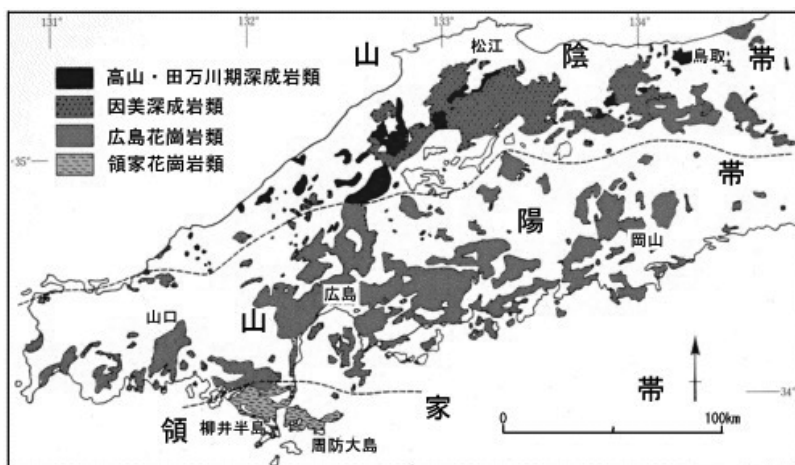 131°
132°
133°
134°
高山・田万川期深成岩類
因美深成岩類
広島花崗岩類
領家花崗岩類
山
陰
帯
松江
鳥取
35°
山
陽
帯
岡山
広島
山口
34°
領
家
帯
柳井半島
周防大島
0
100km